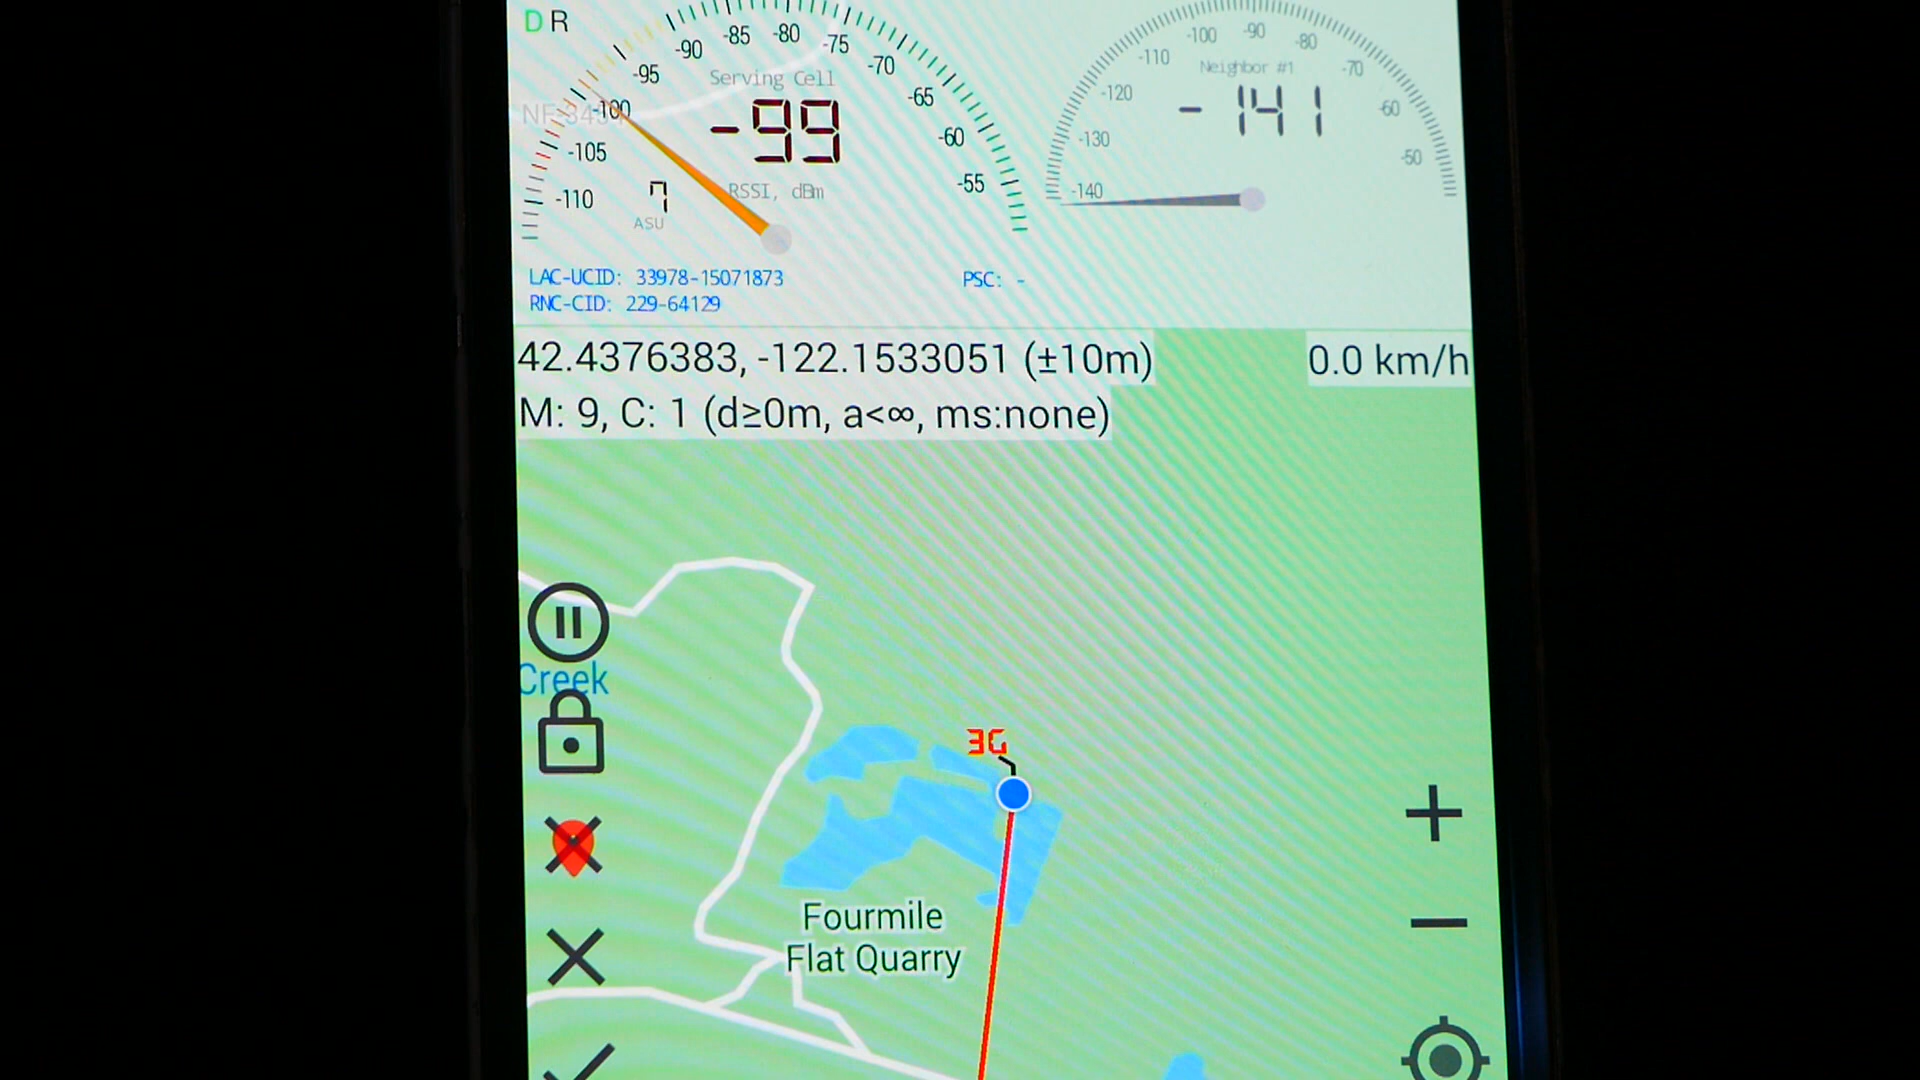 D R
-110
-105
-100
-95
-90
-85
-80
-75
-70
-65
-60
-55
Serving Cell
-99
RSSI, dBm
7
ASU
-140
-130
-120
-110
-100
-90
-80
-70
-60
-50
Neighbor #1
-141
LAC-UCID: 33978-15071873
PSC: -
RNC-CID: 229-64129
42.4376383, -122.1533051 (±10m)
0.0 km/h
M: 9, C: 1 (d≥0m, a<∞, ms:none)
Creek
3G
Fourmile
Flat Quarry